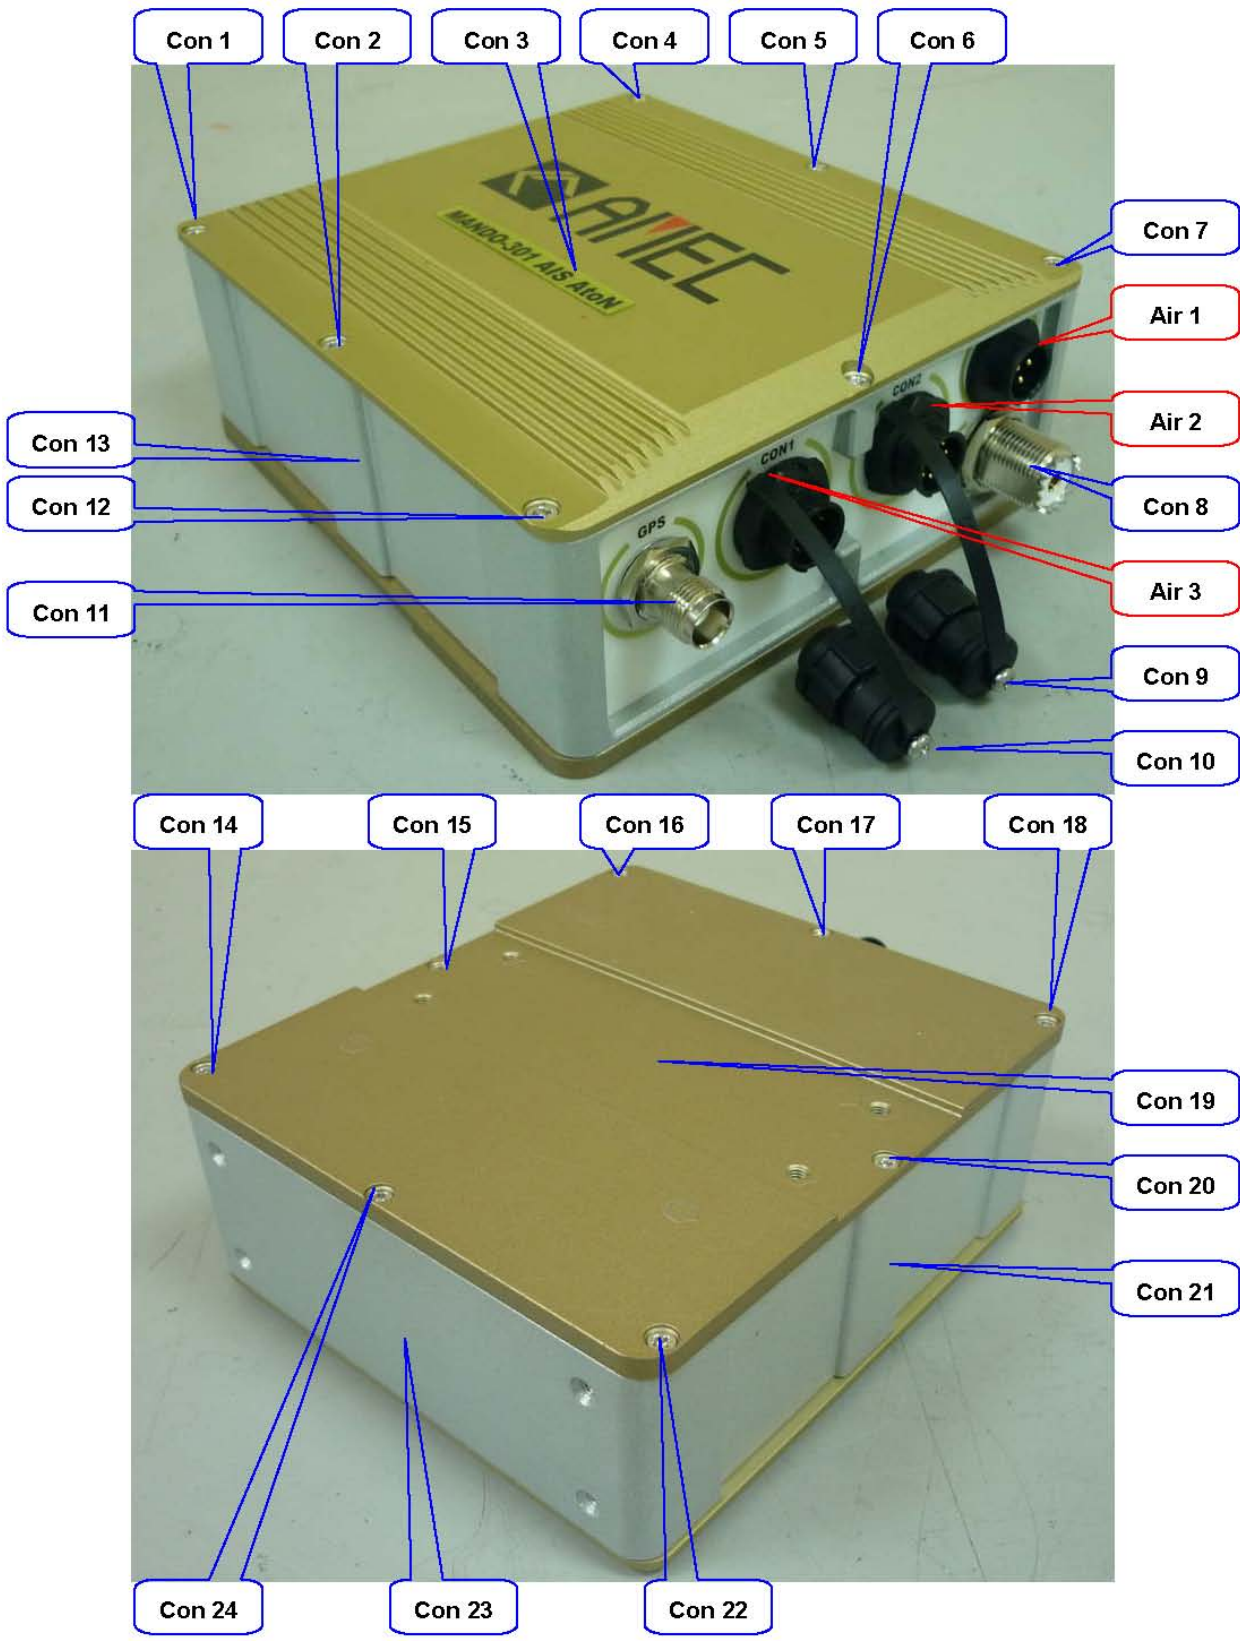 Con 1
Con 2
Con 3
Con 4
Con 5
Con 6
AMEC
MANDO-301 AIS AtoN
Con 7
Air 1
CON2
Air 2
Con 13
CON1
Con 12
Con 8
GPS
Air 3
Con 11
Con 9
Con 10
Con 14
Con 15
Con 16
Con 17
Con 18
Con 19
Con 20
Con 21
Con 24
Con 23
Con 22